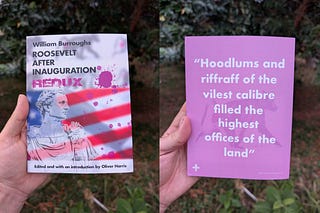 William Burroughs
ROOSEVELT
AFTER
INAUGURATION
REDUX
Edited and with an introduction by Oliver Harris
“Hoodlums and
riffraff of the
vilest calibre
filled the
highest
offices of the
land”